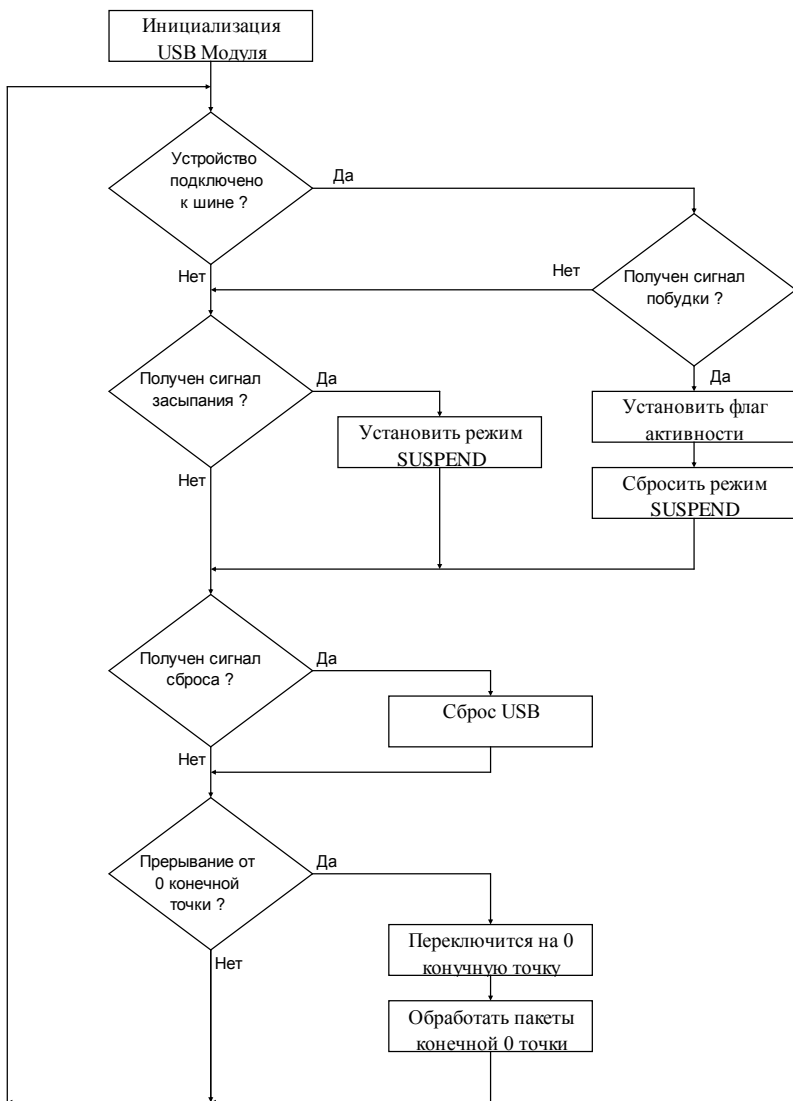 Инициализация
USB Модуля
Устройство
подключено
к шине ?
Да
Нет
Нет
Получен сигнал
побудки ?
Да
Получен сигнал
засыпания ?
Да
Установить режим
SUSPEND
Установить флаг
активности
Нет
Сбросить режим
SUSPEND
Получен сигнал
сброса ?
Да
Сброс USB
Нет
Прерывание от
0 конечной
точки ?
Да
Переключится на 0
конучную точку
Нет
Обработать пакеты
конечной 0 точки